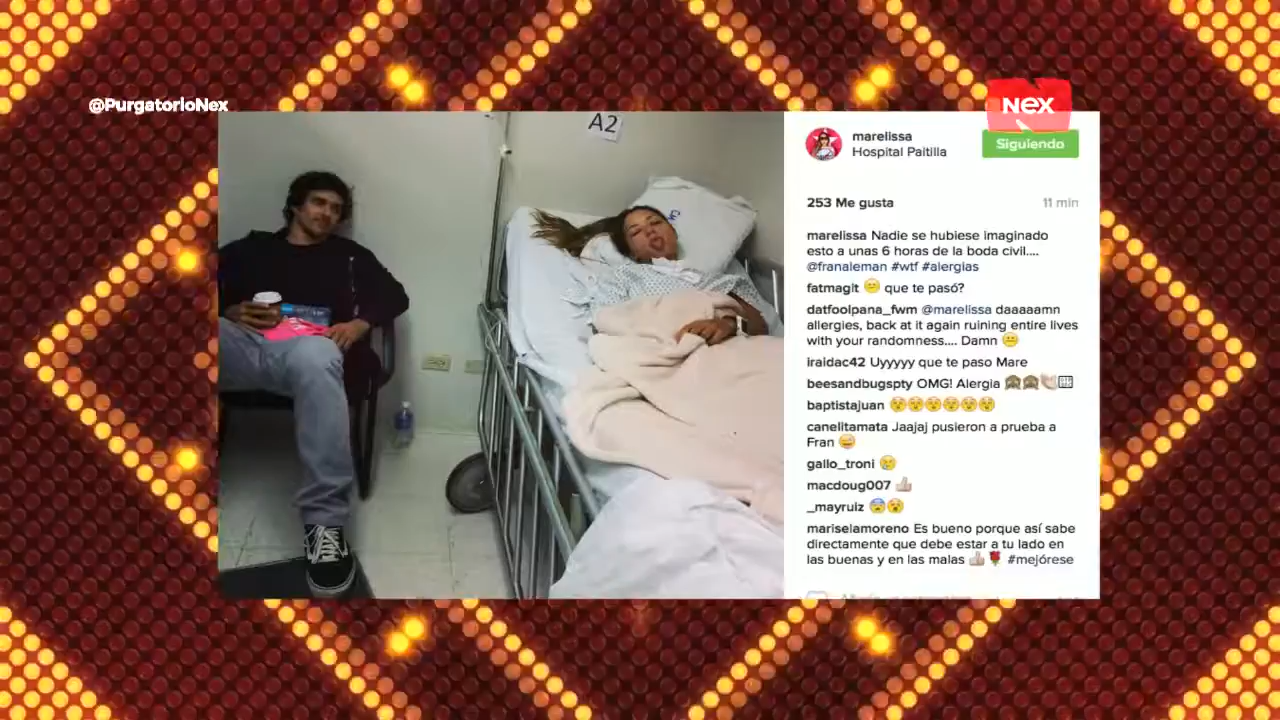 @PurgatorioNex
NEX
A2
marelissa
Hospital Paitilla
Siguiendo
253 Me gusta
11 min
marelissa Nadie se hubiese imaginado
esto a unas 6 horas de la boda civil....
@franaleman #wtf #alergias
fatmagit 😊 que te pasó?
datfoolpana_fwm @marelissa daaaaamn
allergies, back at it again ruining entire lives
with your randomness.... Damn 😕
iraidac42 Uyyyyy que te paso Mare
beesandbugspty OMG! Alergia 🙈🙈
baptistajuan 😲😲😲😲😲😲
canelitamata Jaajaj pusieron a prueba a
Fran 😅
gallo_troni 😢
macdoug007 👍
_mayruiz 😨😲
mariselamoreno Es bueno porque así sabe
directamente que debe estar a tu lado en
las buenas y en las malas 👍🌹 #mejórese